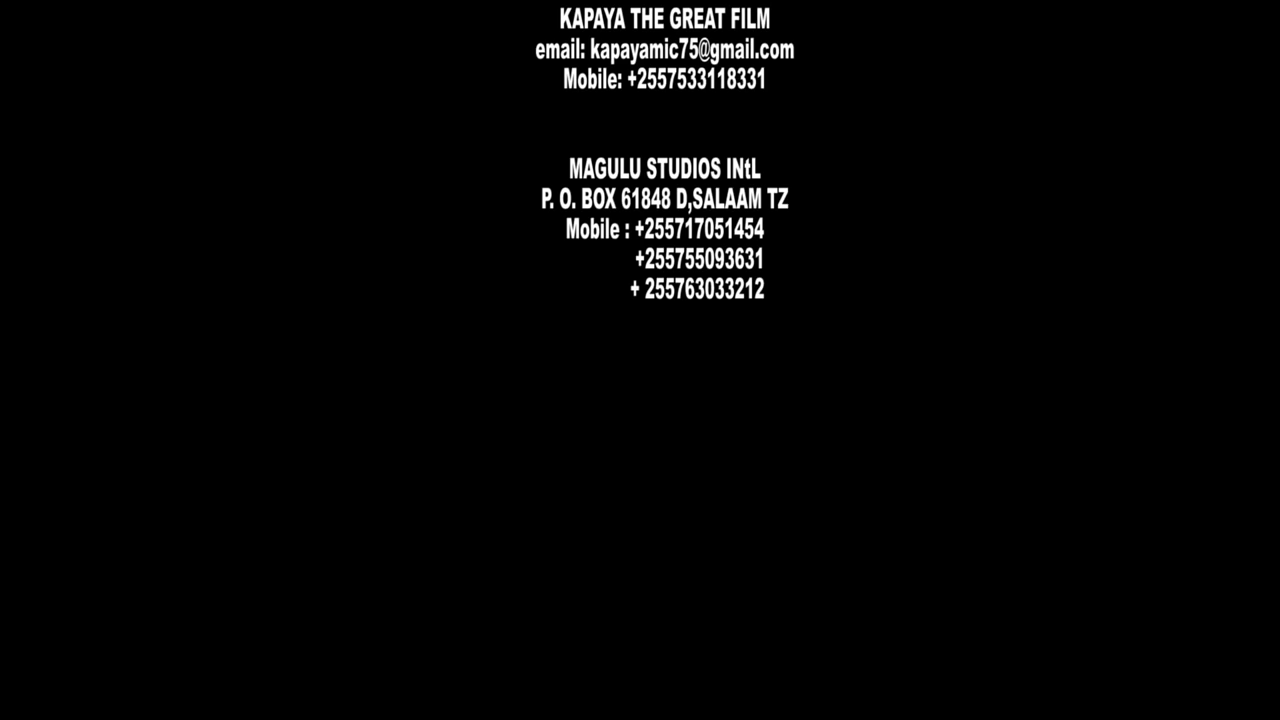 KAPAYA THE GREAT FILM
email: kapayamic75@gmail.com
Mobile: +2557533118331
MAGULU STUDIOS INtL
P. O. BOX 61848 D,SALAAM TZ
Mobile : +255717051454
+255755093631
+ 255763033212